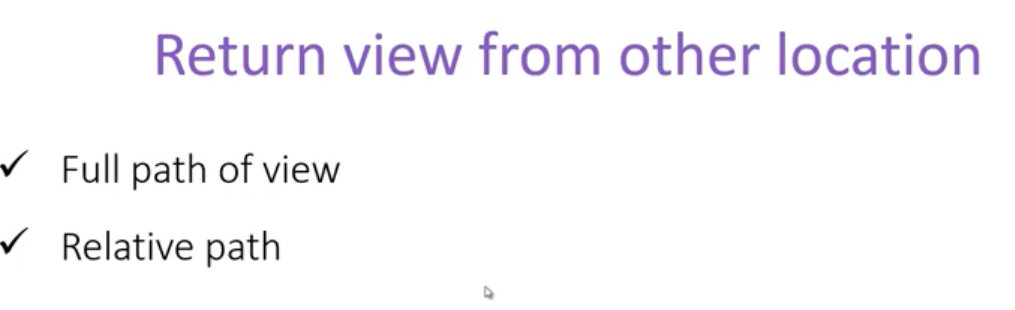 Return view from other location
✓ Full path of view
✓ Relative path